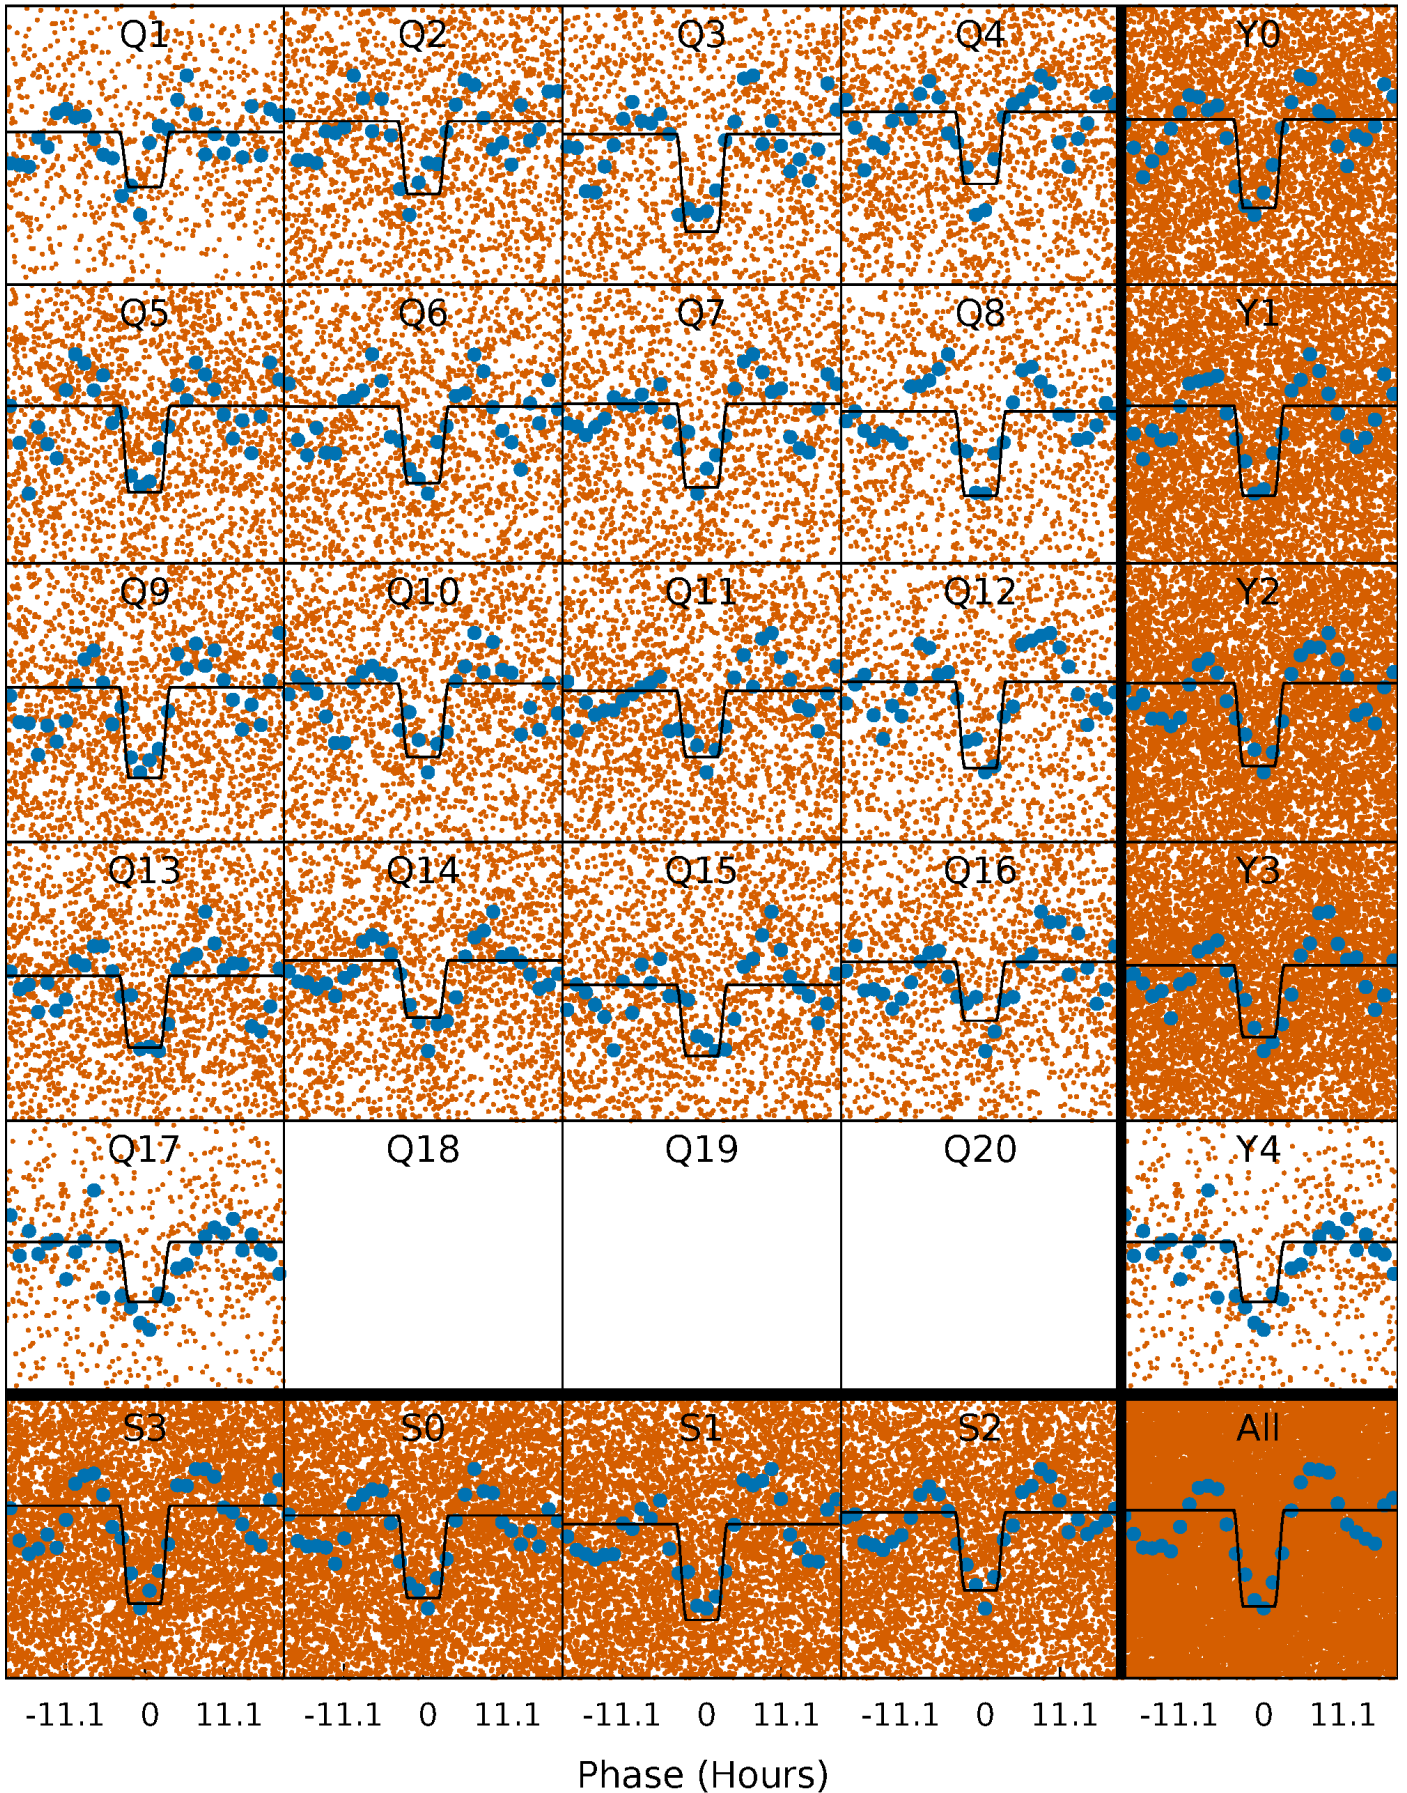 Q1 Q2 Q3 Q4 Y0
Q5 Q6 Q7 Q8 Y1
Q9 Q10 Q11 Q12 Y2
Q13 Q14 Q15 Q16 Y3
Q17 Q18 Q19 Q20 Y4
S3 S0 S1 S2 All
-11.1 0 11.1 -11.1 0 11.1 -11.1 0 11.1 -11.1 0 11.1 -11.1 0 11.1
Phase (Hours)